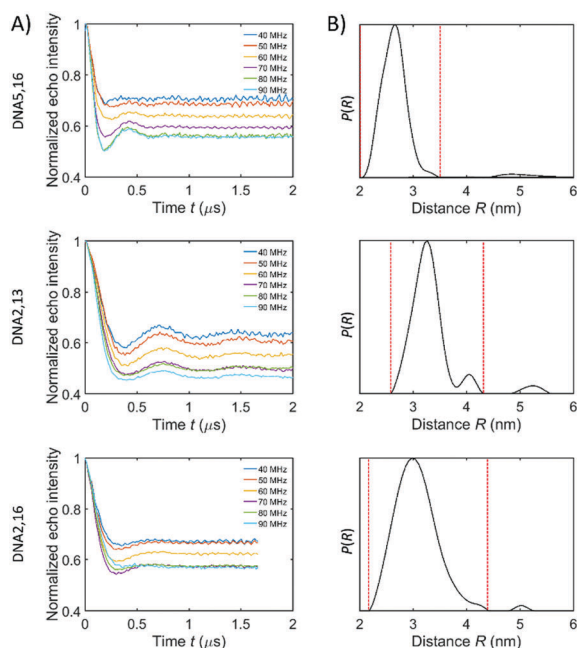 A)
B)
DNA5,16
Normalized echo intensity
1
0.8
0.6
0.4
40 MHz
50 MHz
60 MHz
70 MHz
80 MHz
90 MHz
0 0.5 1 1.5 2
Time t (μs)
P(R)
2 3 4 5 6
Distance R (nm)
DNA2,13
Normalized echo intensity
1
0.8
0.6
0.4
40 MHz
50 MHz
60 MHz
70 MHz
80 MHz
90 MHz
0 0.5 1 1.5 2
Time t (μs)
P(R)
2 3 4 5 6
Distance R (nm)
DNA2,16
Normalized echo intensity
1
0.8
0.6
0.4
40 MHz
50 MHz
60 MHz
70 MHz
80 MHz
90 MHz
0 0.5 1 1.5 2
Time t (μs)
P(R)
2 3 4 5 6
Distance R (nm)